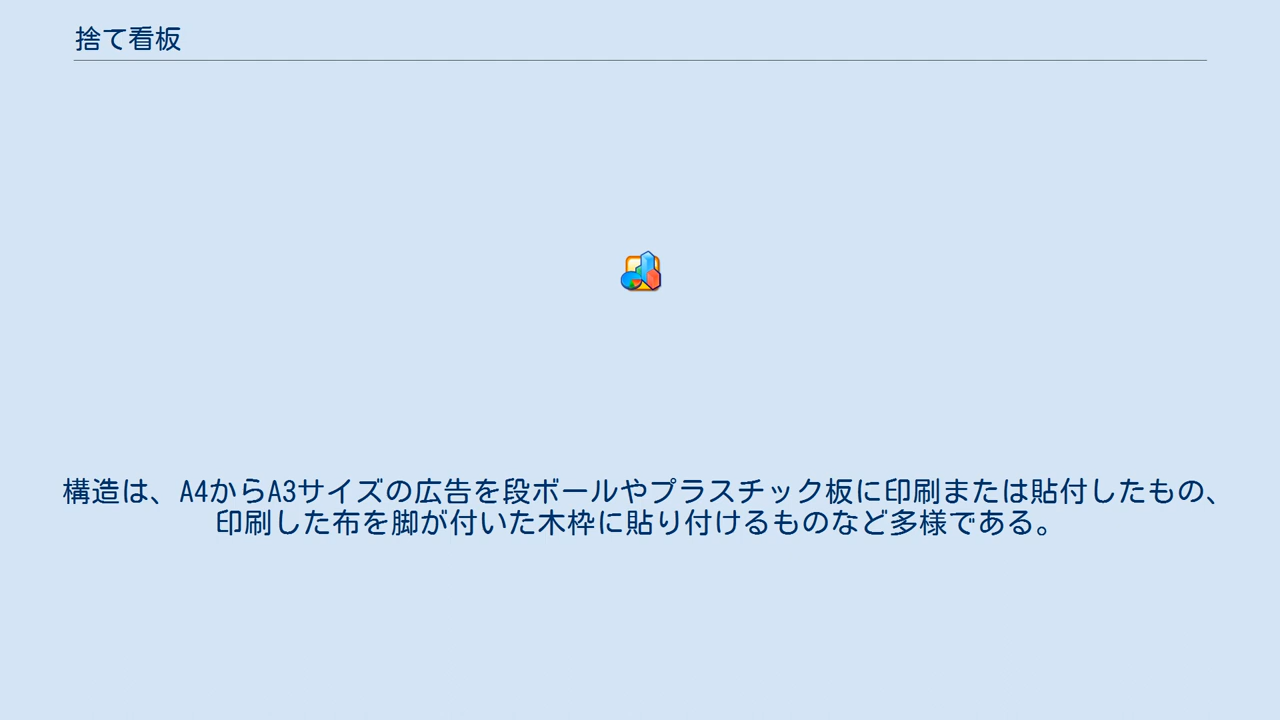 捨て看板
構造は、A4からA3サイズの広告を段ボールやプラスチック板に印刷または貼付したもの、
印刷した布を脚が付いた木枠に貼り付けるものなど多様である。